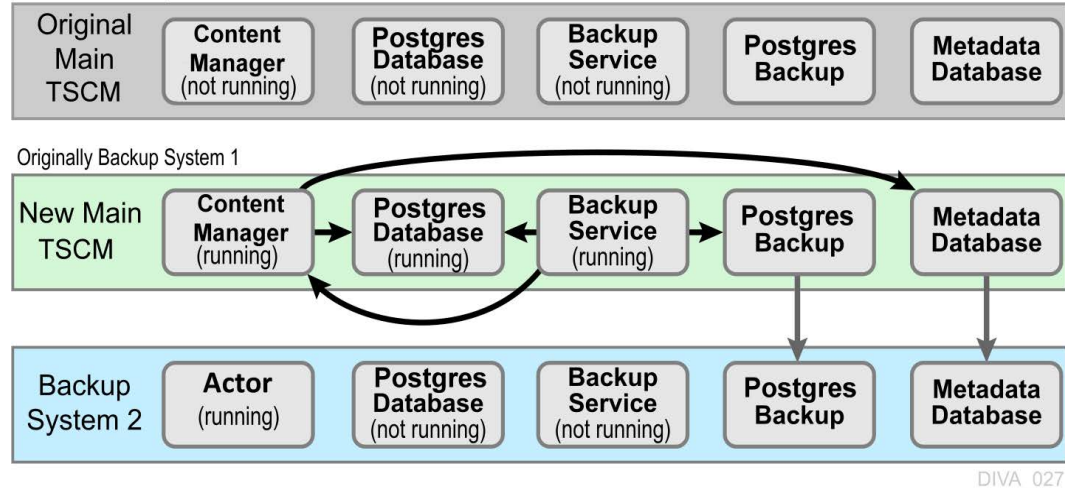 Original
Main
TSCM
Content
Manager
(not running)
Postgres
Database
(not running)
Backup
Service
(not running)
Postgres
Backup
Metadata
Database
Originally Backup System 1
New Main
TSCM
Content
Manager
(running)
Postgres
Database
(running)
Backup
Service
(running)
Postgres
Backup
Metadata
Database
Backup
System 2
Actor
(running)
Postgres
Database
(not running)
Backup
Service
(not running)
Postgres
Backup
Metadata
Database
DIVA_027